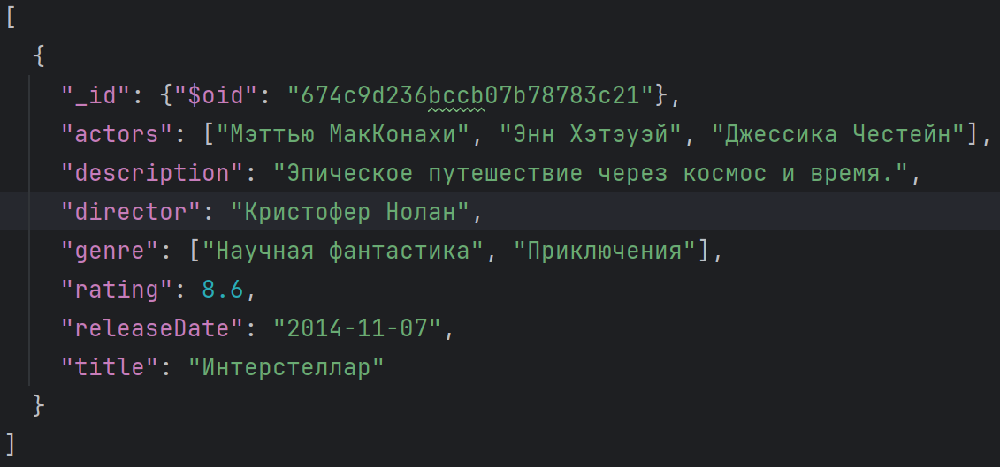 [
  {
    "_id": {"$oid": "674c9d236bccb07b78783c21"},
    "actors": ["Мэттью МакКонахи", "Энн Хэтэуэй", "Джессика Честейн"],
    "description": "Эпическое путешествие через космос и время.",
    "director": "Кристофер Нолан",
    "genre": ["Научная фантастика", "Приключения"],
    "rating": 8.6,
    "releaseDate": "2014-11-07",
    "title": "Интерстеллар"
  }
]